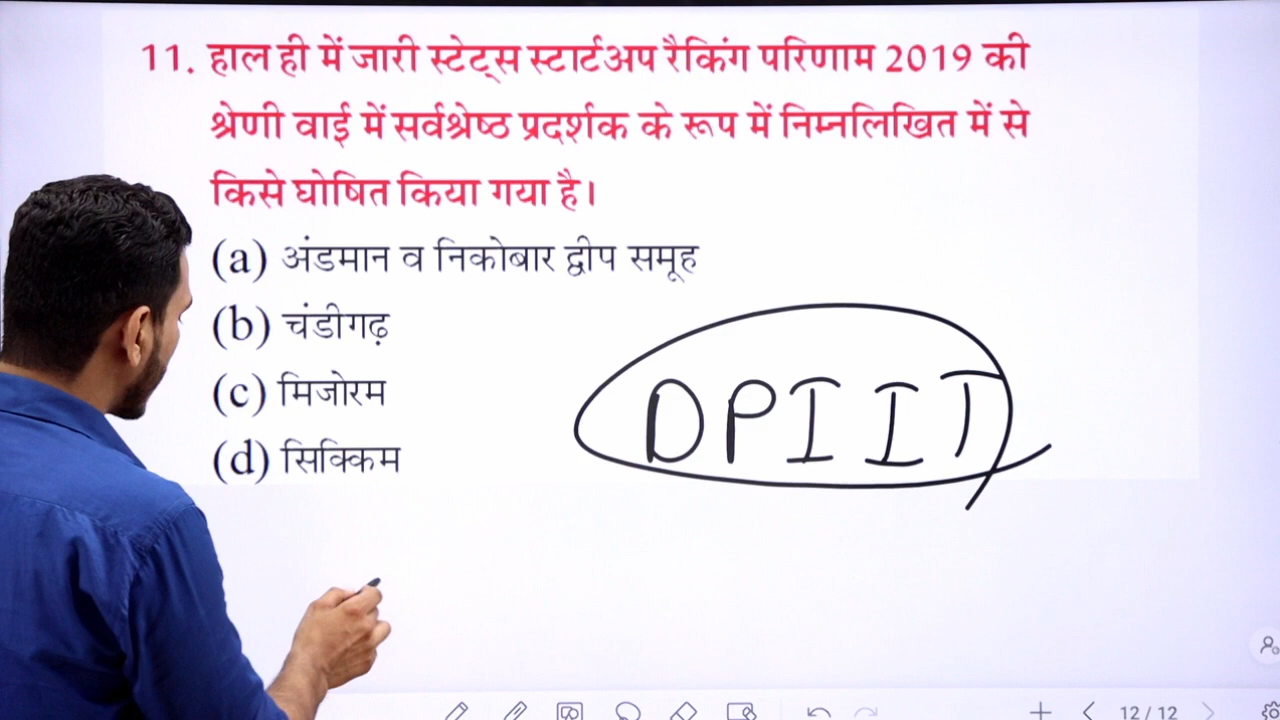 11. हाल ही में जारी स्टेट्स स्टार्टअप रैकिंग परिणाम 2019 की
श्रेणी वाई में सर्वश्रेष्ठ प्रदर्शक के रूप में निम्नलिखित में से
किसे घोषित किया गया है।
(a) अंडमान व निकोबार द्वीप समूह
(b) चंडीगढ़
(c) मिजोरम
(d) सिक्किम
DPIIT
12/12